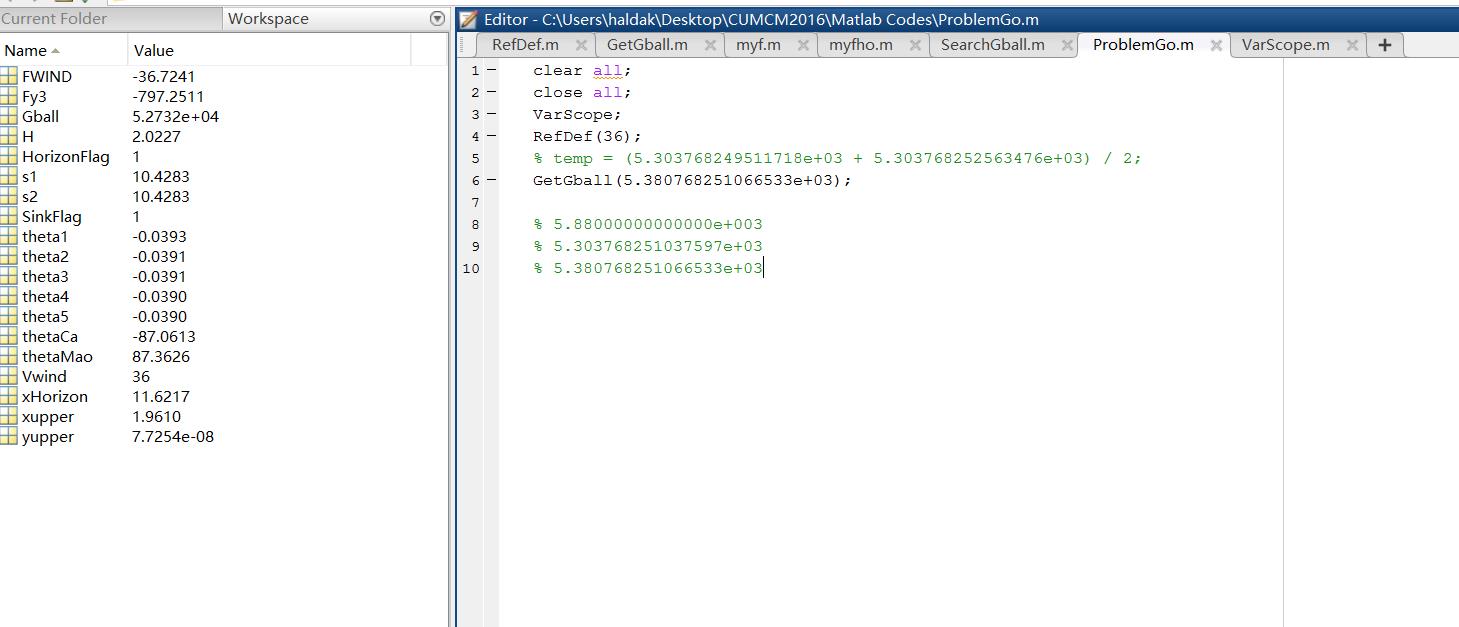 Current Folder
Workspace
Name Value
FWIND -36.7241
Fy3 -797.2511
Gball 5.2732e+04
H 2.0227
HorizonFlag 1
s1 10.4283
s2 10.4283
SinkFlag 1
theta1 -0.0393
theta2 -0.0391
theta3 -0.0391
theta4 -0.0390
theta5 -0.0390
thetaCa -87.0613
thetaMao 87.3626
Vwind 36
xHorizon 11.6217
xupper 1.9610
yupper 7.7254e-08
Editor - C:\Users\haldak\Desktop\CUMCM2016\Matlab Codes\ProblemGo.m
RefDef.m GetGball.m myf.m myfho.m SearchGball.m ProblemGo.m VarScope.m +
1 – clear all;
2 – close all;
3 – VarScope;
4 – RefDef(36);
5 % temp = (5.303768249511718e+03 + 5.303768252563476e+03) / 2;
6 – GetGball(5.380768251066533e+03);
7
8 % 5.88000000000000e+003
9 % 5.303768251037597e+03
10 % 5.380768251066533e+03